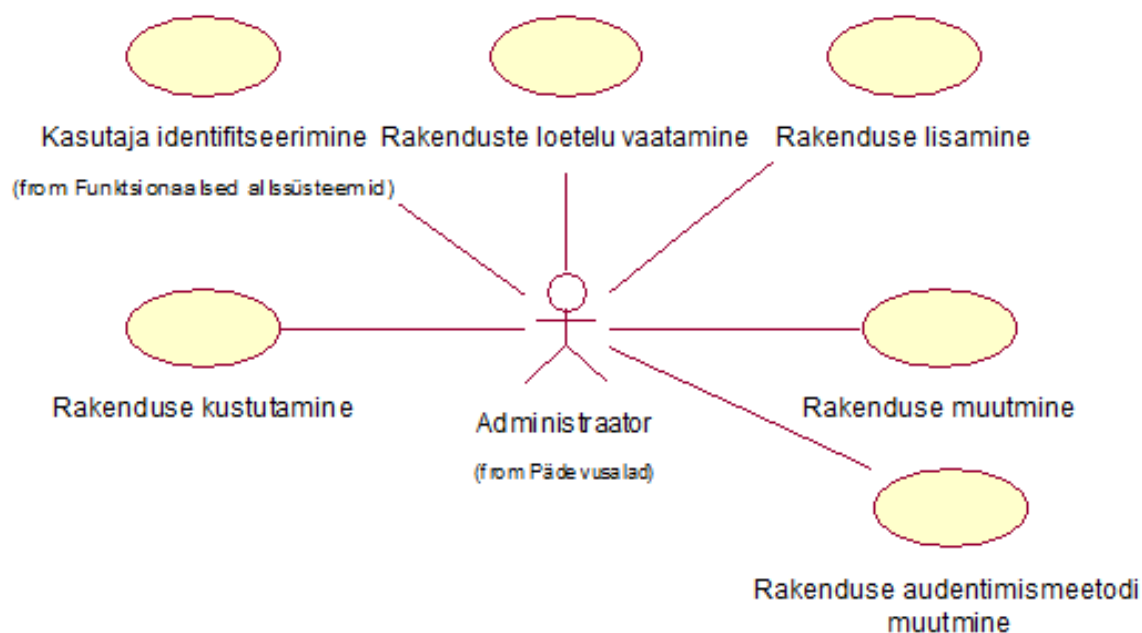 Kasutaja identifitseerimine
Rakenduste loetelu vaatamine
Rakenduse lisamine
(from Funktsionaalsed allssüsteemid)
Rakenduse kustutamine
Administraator
(from Pädevusalad)
Rakenduse muutmine
Rakenduse audentimismeetodi
muutmine